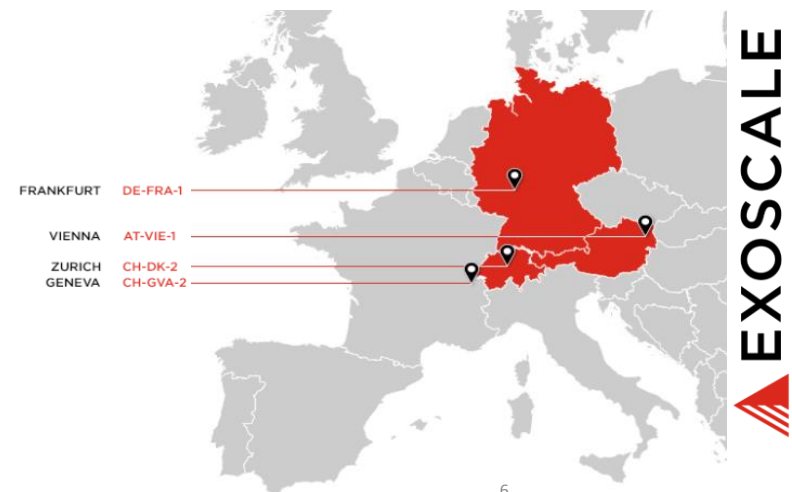 FRANKFURT DE-FRA-1
VIENNA AT-VIE-1
ZURICH CH-DK-2
GENEVA CH-GVA-2
EXOSCALE
6